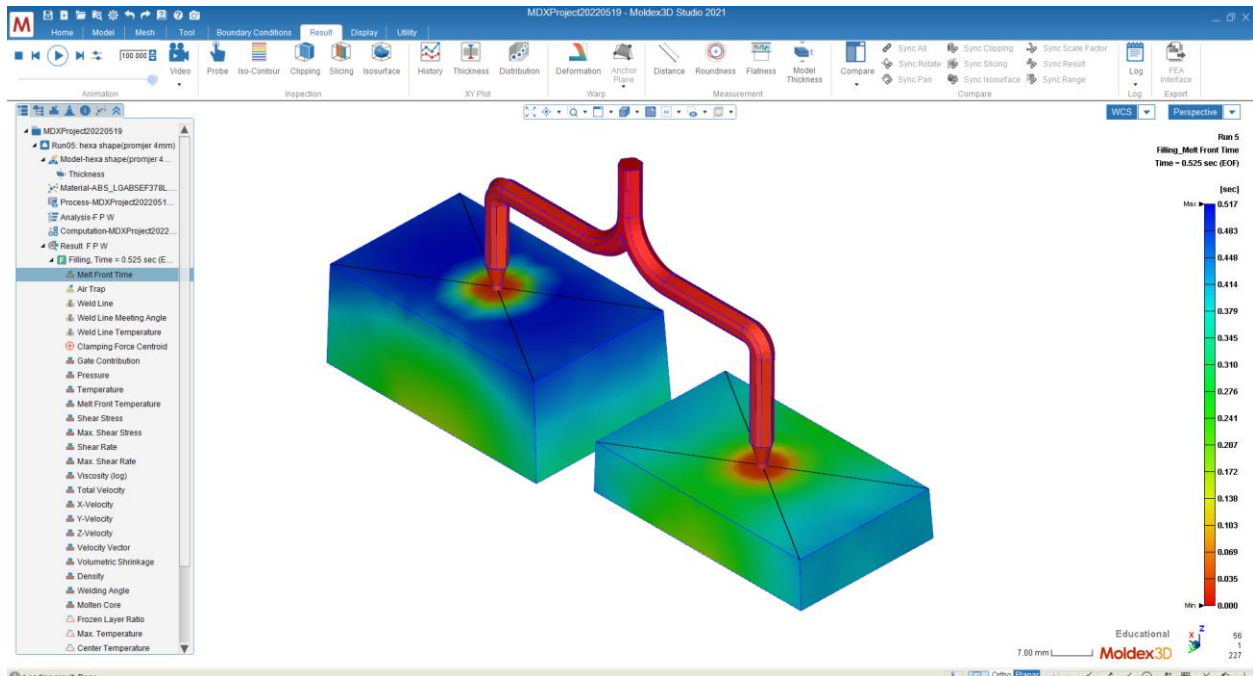 MDXProject20220519 - Moldex3D Studio 2021
M
Home Model Mesh Tool Boundary Conditions Result Display Utility
100.000
Video
Probe Iso-Contour Clipping Slicing Isosurface
History Thickness Distribution
Deformation Anchor Plane
Distance Roundness Flatness Model Thickness
Compare
Sync All Sync Clipping Sync Scale Factor
Sync Rotate Sync Slicing Sync Result
Sync Pan Sync Isosurface Sync Range
Log
FEA Interface
Animation Inspection XY Plot Warp Measurement Compare Log Export
WCS Perspective
MDXProject20220519
Run05: hexa shape(promjer 4mm)
Model-hexa shape(promjer 4...
Thickness
Material-ABS_LGABSEF378L...
Process-MDXProject2022051...
Analysis-F P W
Computation-MDXProject2022...
Result F P W
Filling, Time = 0.525 sec (E...
Melt Front Time
Air Trap
Weld Line
Weld Line Meeting Angle
Weld Line Temperature
Clamping Force Centroid
Gate Contribution
Pressure
Temperature
Melt Front Temperature
Shear Stress
Max. Shear Stress
Shear Rate
Max. Shear Rate
Viscosity (log)
Total Velocity
X-Velocity
Y-Velocity
Z-Velocity
Velocity Vector
Volumetric Shrinkage
Density
Welding Angle
Molten Core
Frozen Layer Ratio
Max. Temperature
Center Temperature
Run 5
Filling_Melt Front Time
Time = 0.525 sec (EOF)
[sec]
Max 0.517
0.483
0.448
0.414
0.379
0.345
0.310
0.276
0.241
0.207
0.172
0.138
0.103
0.069
0.035
Min 0.000
Educational
7.00 mm
Moldex3D
X Z
56
1
227
Loading result: Done
Ortho Planar